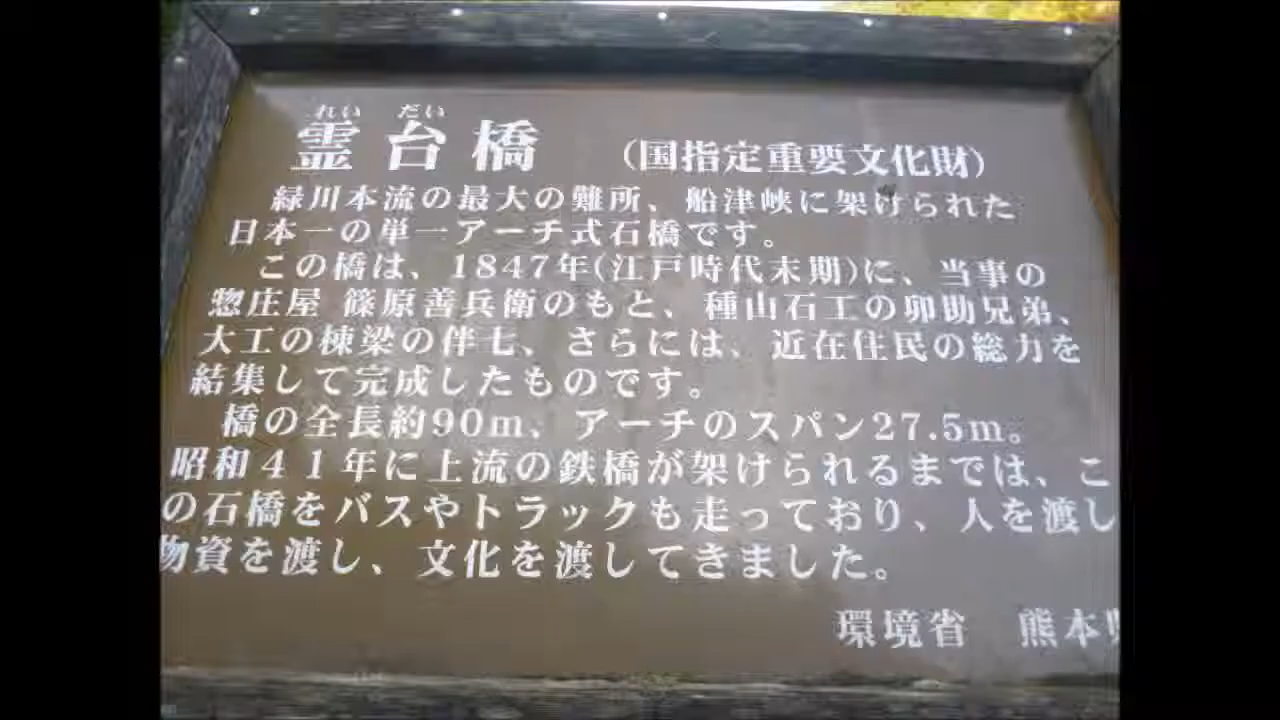 れい だい
霊台橋 (国指定重要文化財)
緑川本流の最大の難所、船津峡に架けられた
日本一の単一アーチ式石橋です。
この橋は、1847年(江戸時代末期)に、当事の
惣庄屋 篠原善兵衛のもと、種山石工の卯助兄弟、
大工の棟梁の伴七、さらには、近在住民の総力を
結集して完成したものです。
橋の全長約90m、アーチのスパン27.5m。
昭和41年に上流の鉄橋が架けられるまでは、こ
の石橋をバスやトラックも走っており、人を渡し
物資を渡し、文化を渡してきました。
環境省 熊本県